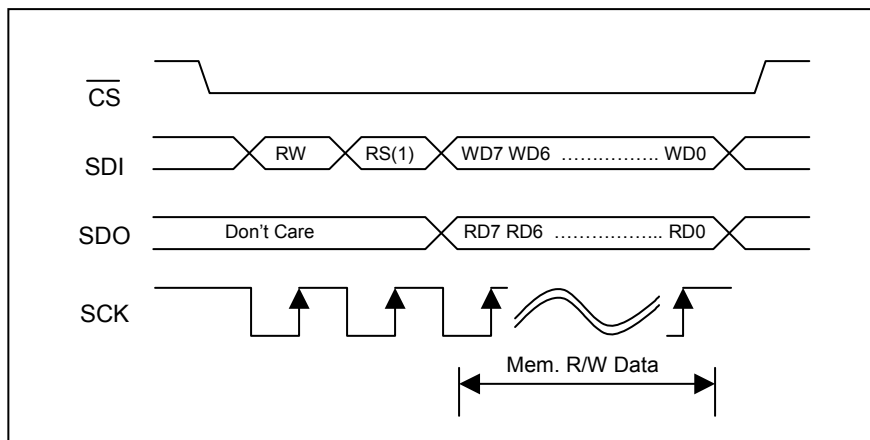 CS
SDI RW RS(1) WD7 WD6 ................ WD0
SDO Don't Care RD7 RD6 ................ RD0
SCK
Mem. R/W Data